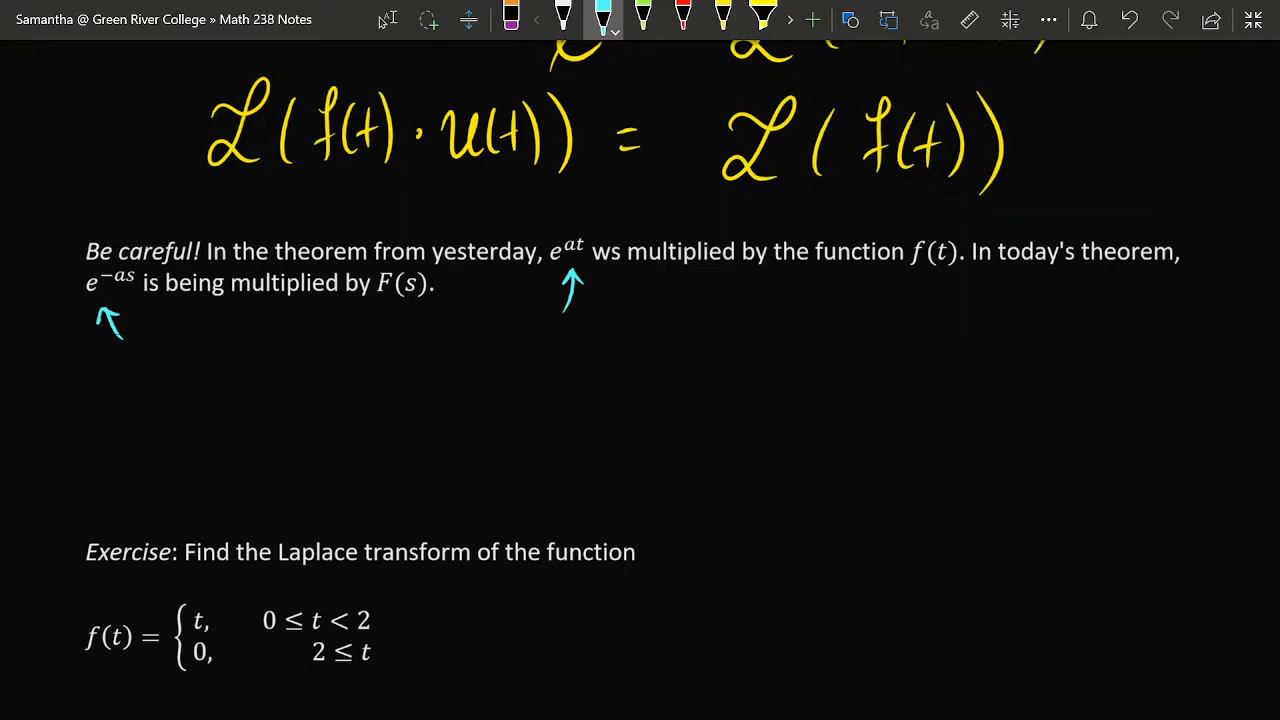 Samantha @ Green River College » Math 238 Notes
ℒ(f(t) · u(t)) = ℒ(f(t))
Be careful! In the theorem from yesterday, e^{at} ws multiplied by the function f(t). In today's theorem,
e^{−as} is being multiplied by F(s).
Exercise: Find the Laplace transform of the function
f(t) = { t, 0 ≤ t < 2
0, 2 ≤ t